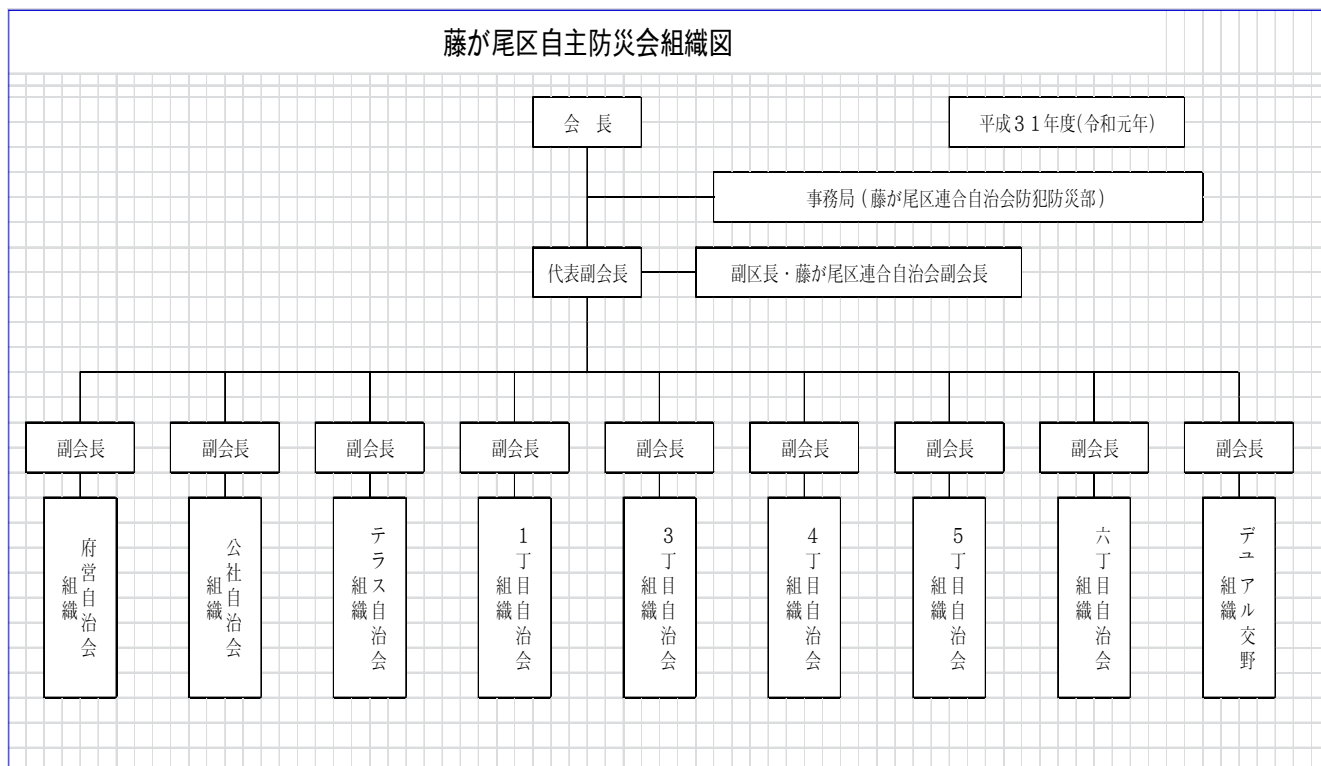 藤が尾区自主防災会組織図
会　長
平成３１年度(令和元年)
事務局（藤が尾区連合自治会防犯防災部）
代表副会長
副区長・藤が尾区連合自治会副会長
副会長
副会長
副会長
副会長
副会長
副会長
副会長
副会長
副会長
府営自治会
組織
公社自治会
組織
テラス自治会
組織
１丁目自治会
組織
３丁目自治会
組織
４丁目自治会
組織
５丁目自治会
組織
六丁目自治会
組織
デュアル交野
組織